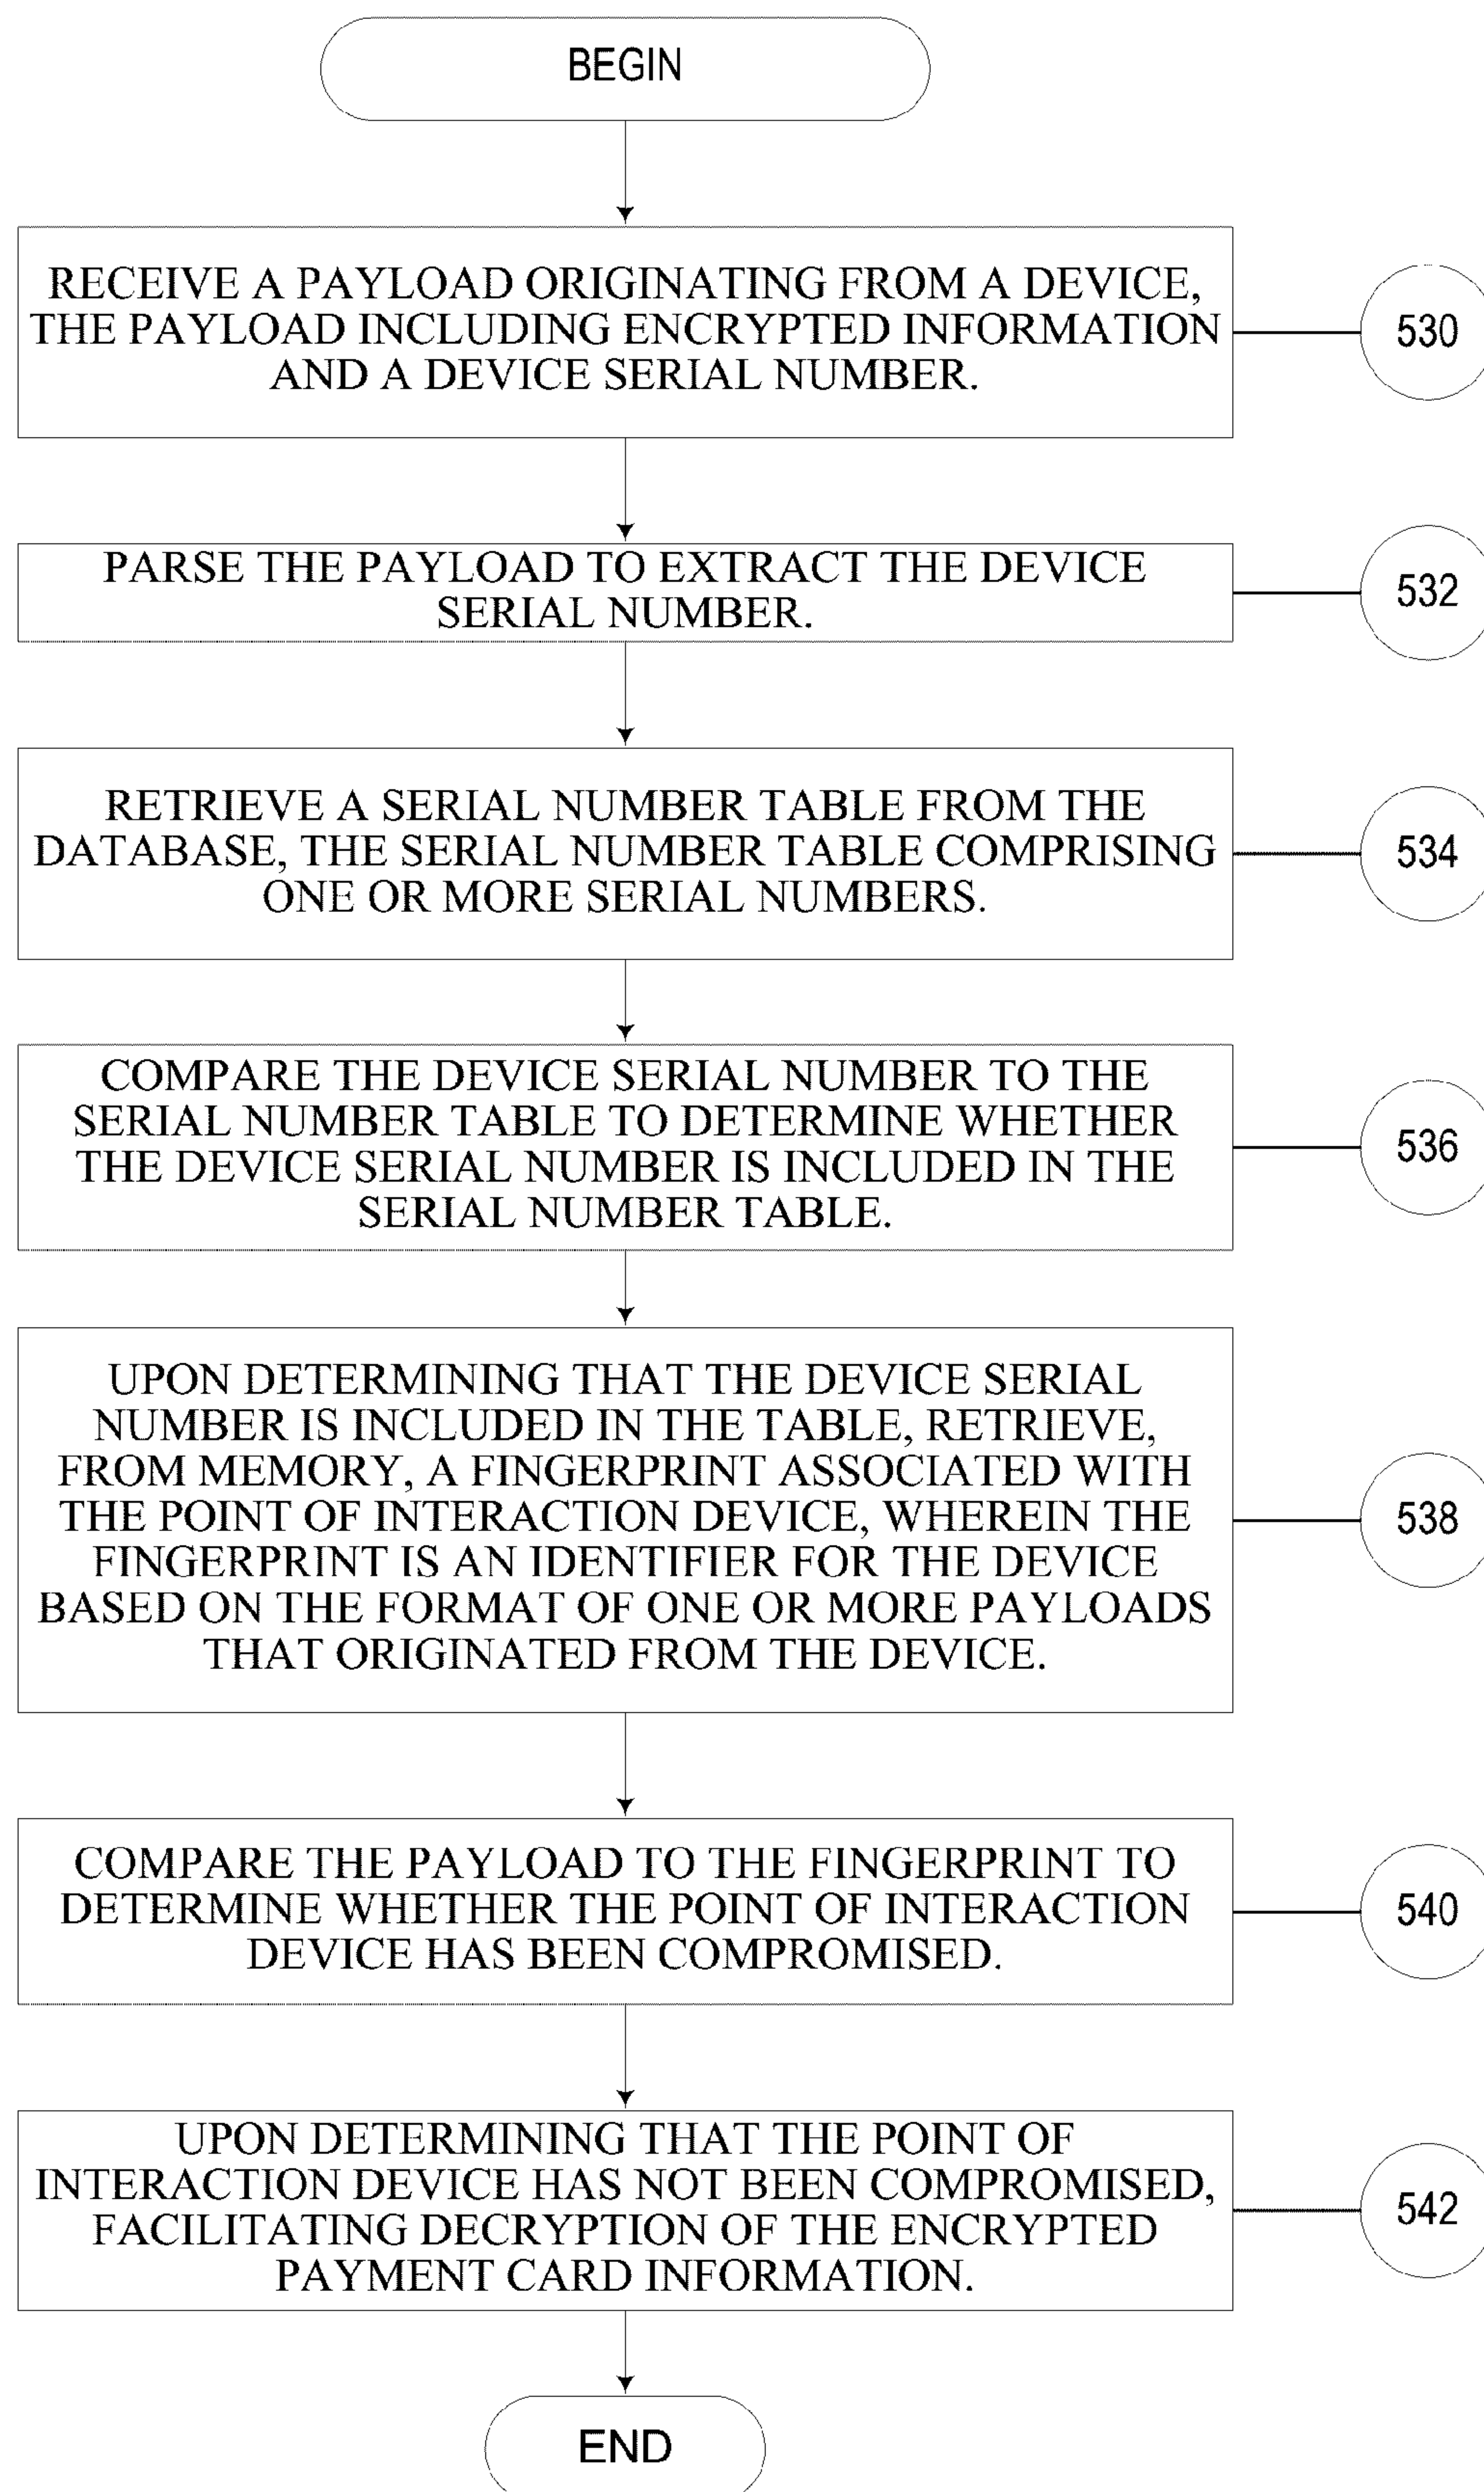 BEGIN
RECEIVE A PAYLOAD ORIGINATING FROM A DEVICE,
THE PAYLOAD INCLUDING ENCRYPTED INFORMATION
AND A DEVICE SERIAL NUMBER.
530
PARSE THE PAYLOAD TO EXTRACT THE DEVICE
SERIAL NUMBER.
532
RETRIEVE A SERIAL NUMBER TABLE FROM THE
DATABASE, THE SERIAL NUMBER TABLE COMPRISING
ONE OR MORE SERIAL NUMBERS.
534
COMPARE THE DEVICE SERIAL NUMBER TO THE
SERIAL NUMBER TABLE TO DETERMINE WHETHER
THE DEVICE SERIAL NUMBER IS INCLUDED IN THE
SERIAL NUMBER TABLE.
536
UPON DETERMINING THAT THE DEVICE SERIAL
NUMBER IS INCLUDED IN THE TABLE, RETRIEVE,
FROM MEMORY, A FINGERPRINT ASSOCIATED WITH
THE POINT OF INTERACTION DEVICE, WHEREIN THE
FINGERPRINT IS AN IDENTIFIER FOR THE DEVICE
BASED ON THE FORMAT OF ONE OR MORE PAYLOADS
THAT ORIGINATED FROM THE DEVICE.
538
COMPARE THE PAYLOAD TO THE FINGERPRINT TO
DETERMINE WHETHER THE POINT OF INTERACTION
DEVICE HAS BEEN COMPROMISED.
540
UPON DETERMINING THAT THE POINT OF
INTERACTION DEVICE HAS NOT BEEN COMPROMISED,
FACILITATING DECRYPTION OF THE ENCRYPTED
PAYMENT CARD INFORMATION.
542
END